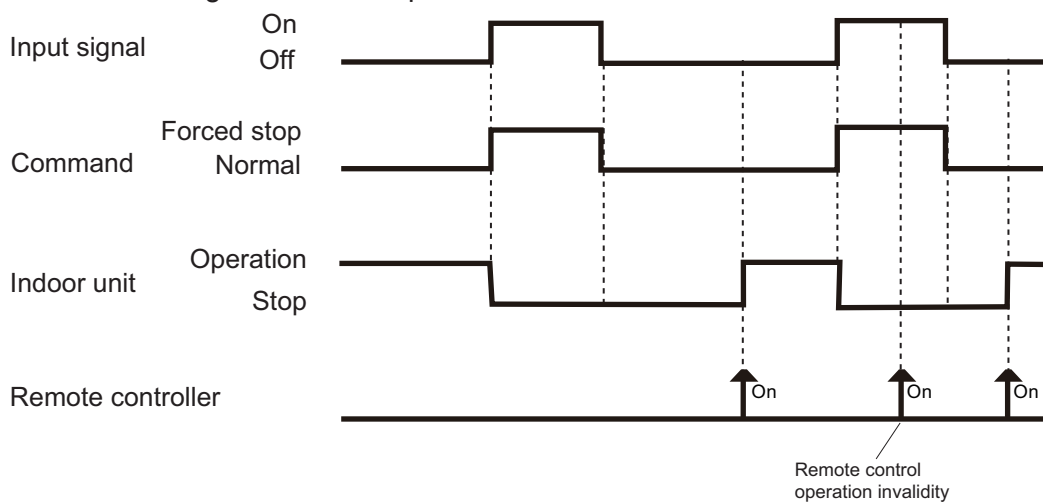 On
Input signal
Off
Forced stop
Command
Normal
Operation
Indoor unit
Stop
On
On
On
Remote controller
Remote control
operation invalidity